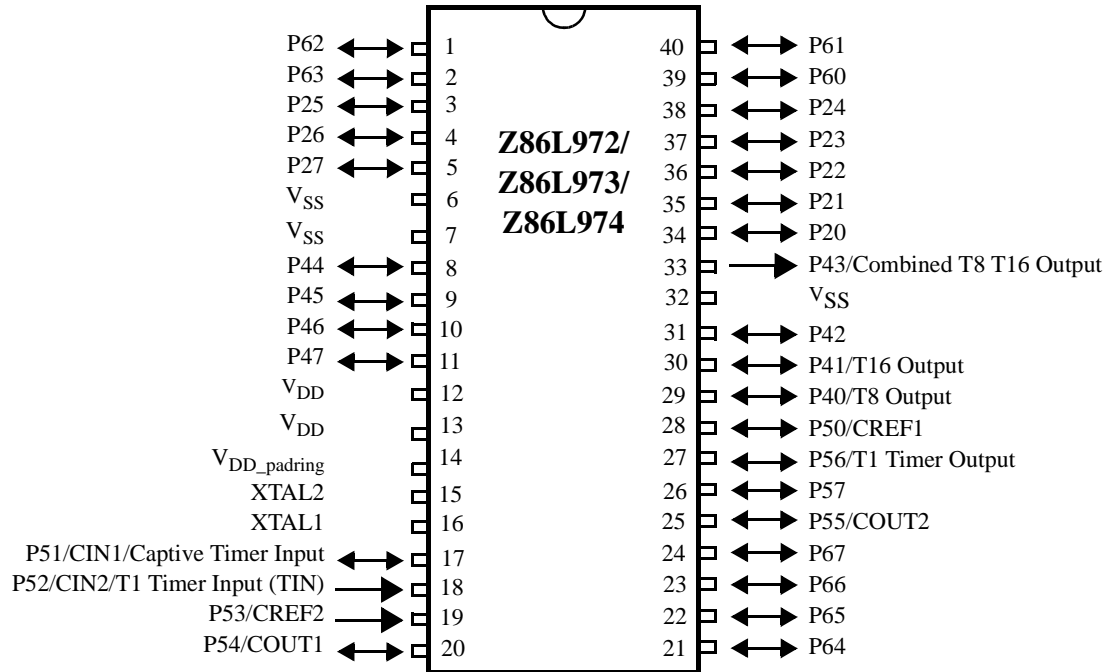 P62 1 40 P61
P63 2 39 P60
P25 3 38 P24
P26 4 37 P23
P27 5 36 P22
VSS 6 35 P21
VSS 7 34 P20
P44 8 33 P43/Combined T8 T16 Output
P45 9 32 VSS
P46 10 31 P42
P47 11 30 P41/T16 Output
VDD 12 29 P40/T8 Output
VDD 13 28 P50/CREF1
VDD_padring 14 27 P56/T1 Timer Output
XTAL2 15 26 P57
XTAL1 16 25 P55/COUT2
P51/CIN1/Captive Timer Input 17 24 P67
P52/CIN2/T1 Timer Input (TIN) 18 23 P66
P53/CREF2 19 22 P65
P54/COUT1 20 21 P64
Z86L972/
Z86L973/
Z86L974